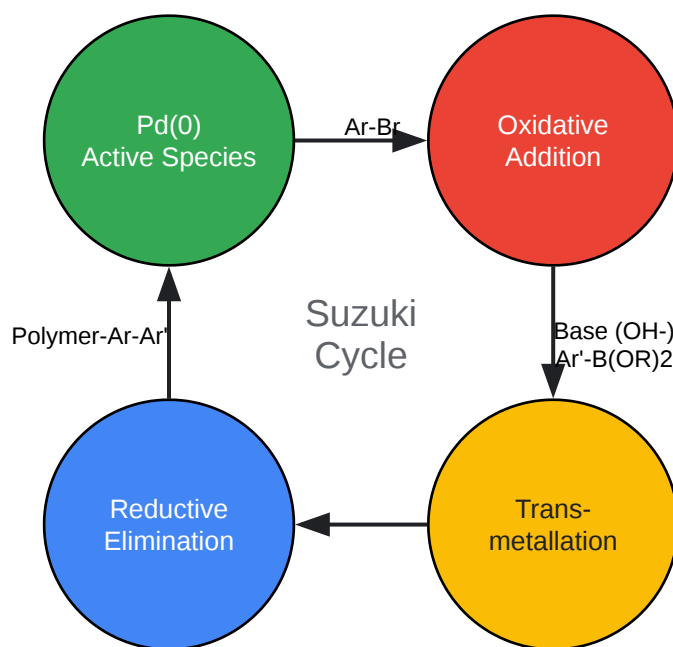 Pd(0)
Active Species
Ar-Br
Oxidative
Addition
Suzuki
Cycle
Polymer-Ar-Ar'
Base (OH-)
Ar'-B(OR)2
Reductive
Elimination
Trans-
metallation